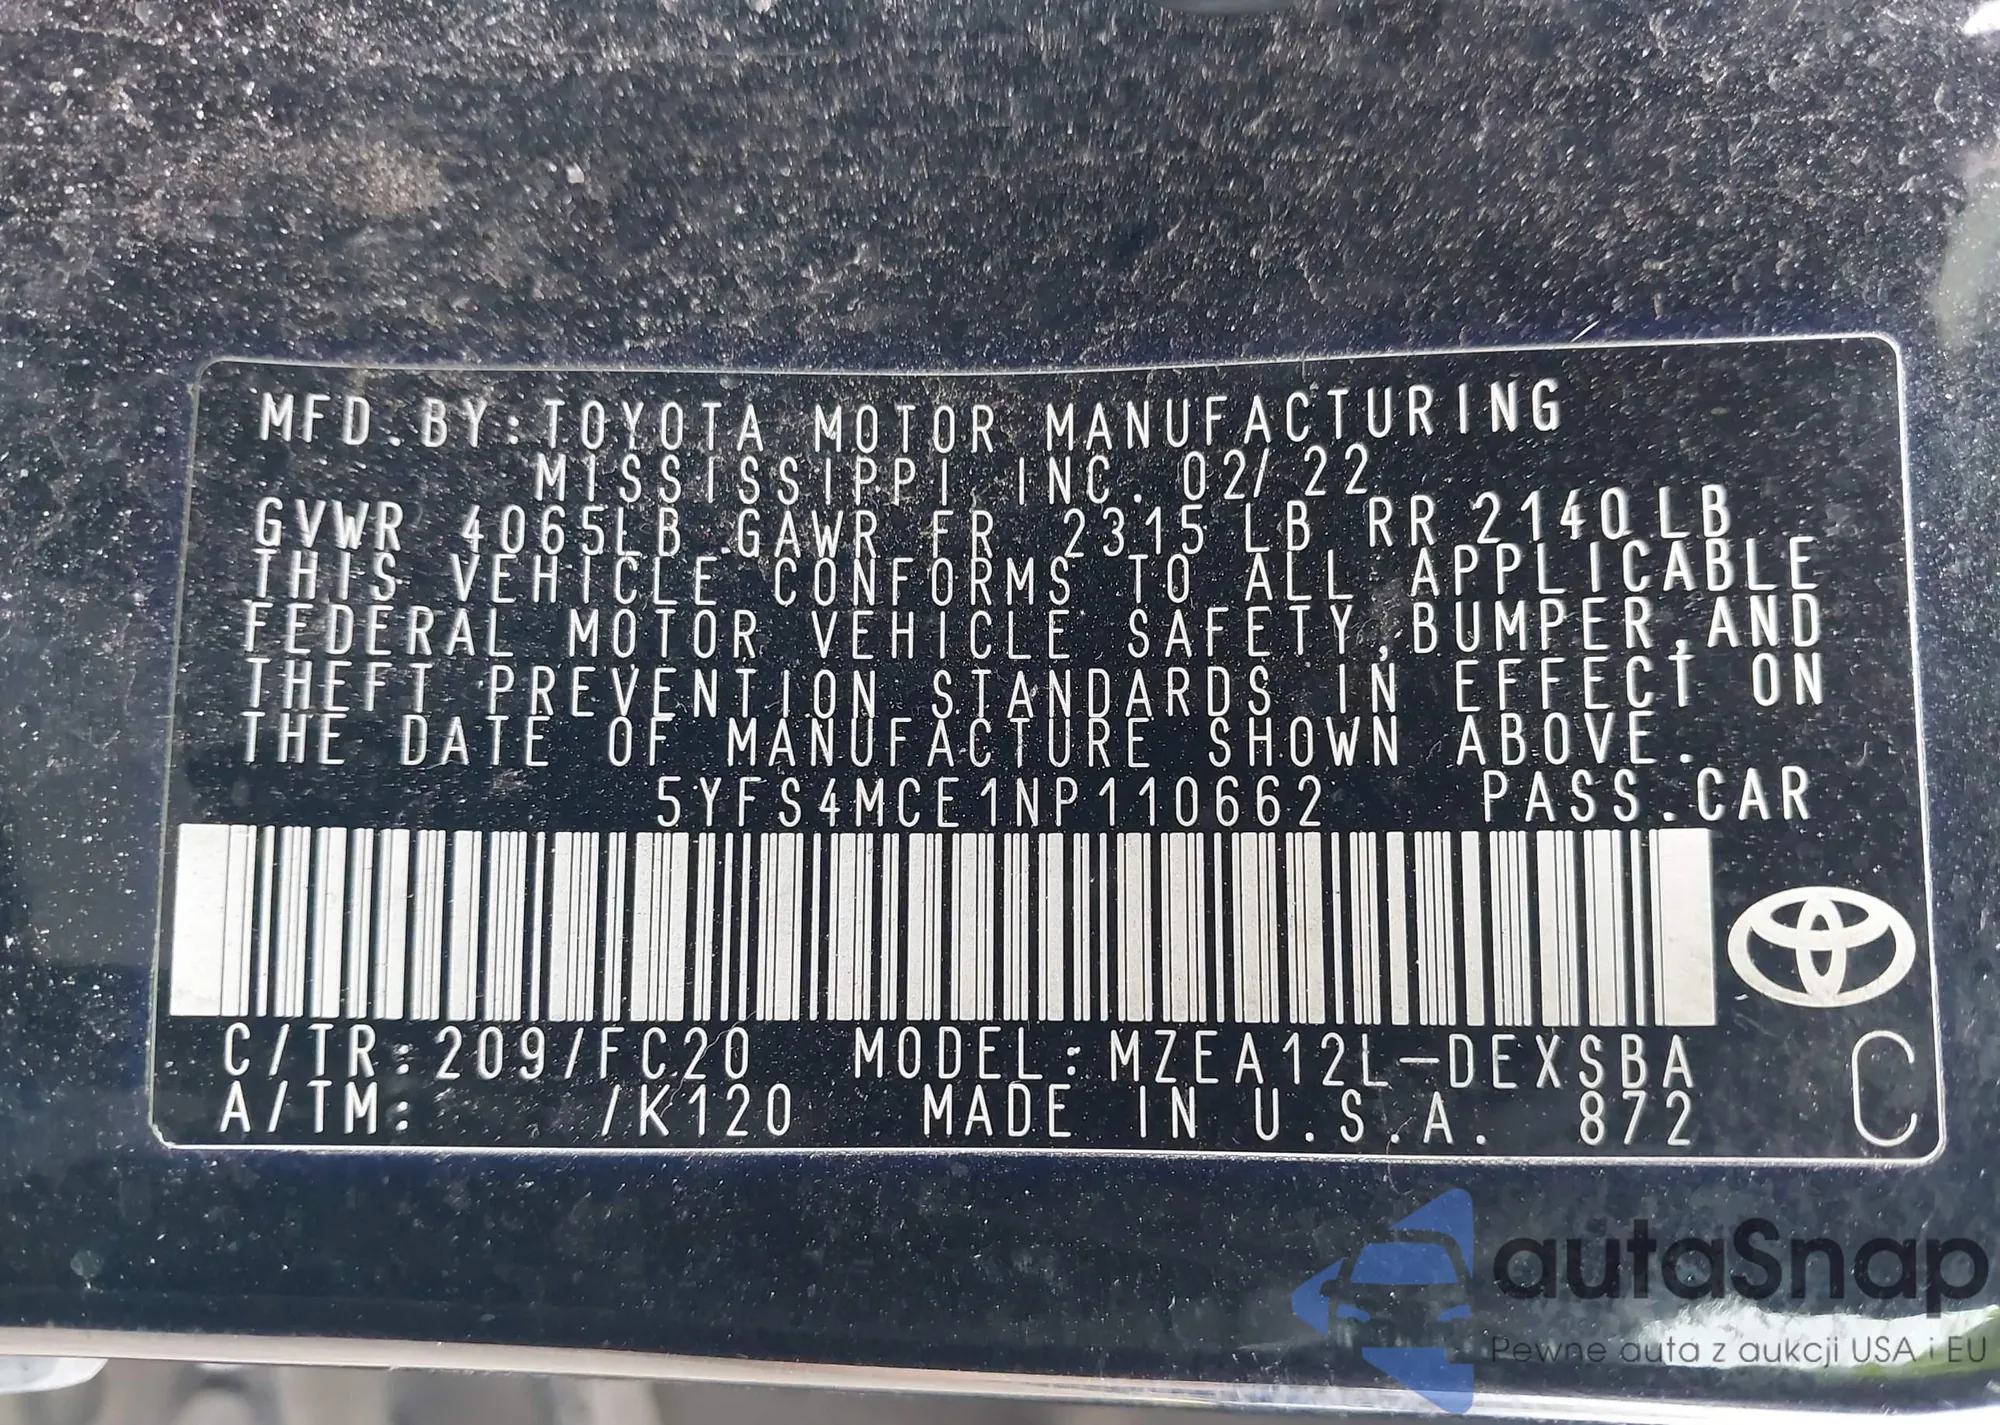 MFD.BY:TOYOTA MOTOR MANUFACTURING
MISSISSIPPI, INC. 02/22
GVWR 4065LB GAWR FR 2315 LB RR 2140LB
THIS VEHICLE CONFORMS TO ALL APPLICABLE
FEDERAL MOTOR VEHICLE SAFETY,BUMPER,AND
THEFT PREVENTION STANDARDS IN EFFECT ON
THE DATE OF MANUFACTURE SHOWN ABOVE.
5YFS4MCE1NP110662 PASS.CAR
C/TR:209/FC20 MODEL:MZEA12L-DEXSBA
A/TM: /K120 MADE IN U.S.A. 872
C
autaSnap
Pewne auta z aukcji USA i EU